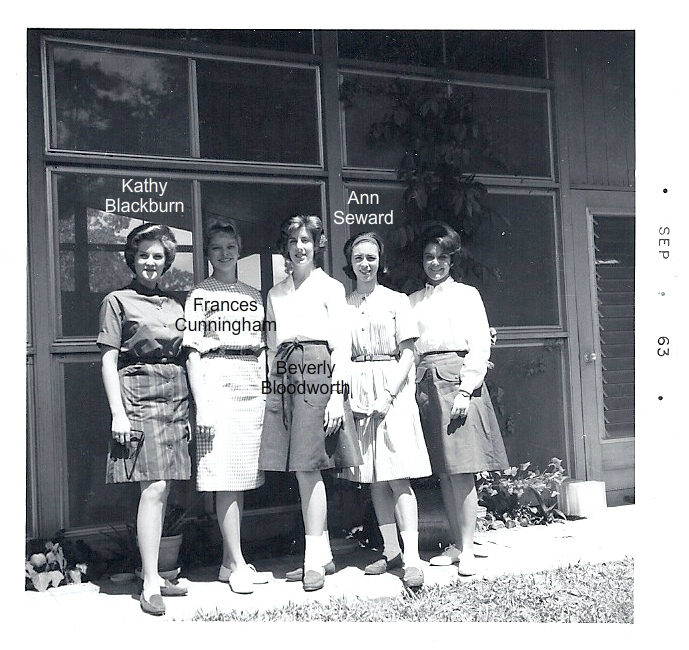 Kathy
Blackburn
Ann
Seward
Frances
Cunningham
Beverly
Bloodworth
SEP 63